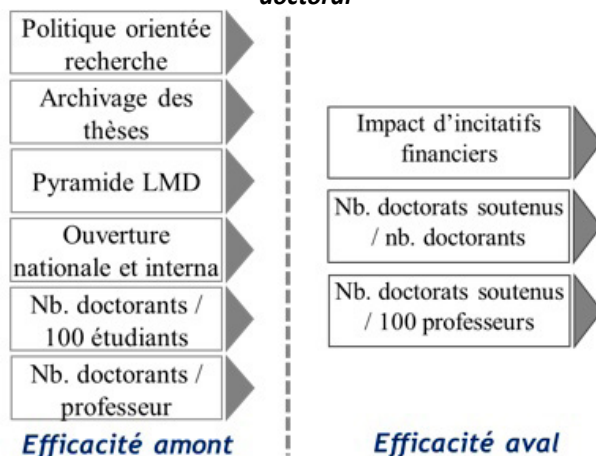 doctoral
Politique orientée
recherche
Archivage des
thèses
Pyramide LMD
Ouverture
nationale et interna
Nb. doctorants /
100 étudiants
Nb. doctorants /
professeur
Efficacité amont
Impact d'incitatifs
financiers
Nb. doctorats soutenus
/ nb. doctorants
Nb. doctorats soutenus
/ 100 professeurs
Efficacité aval